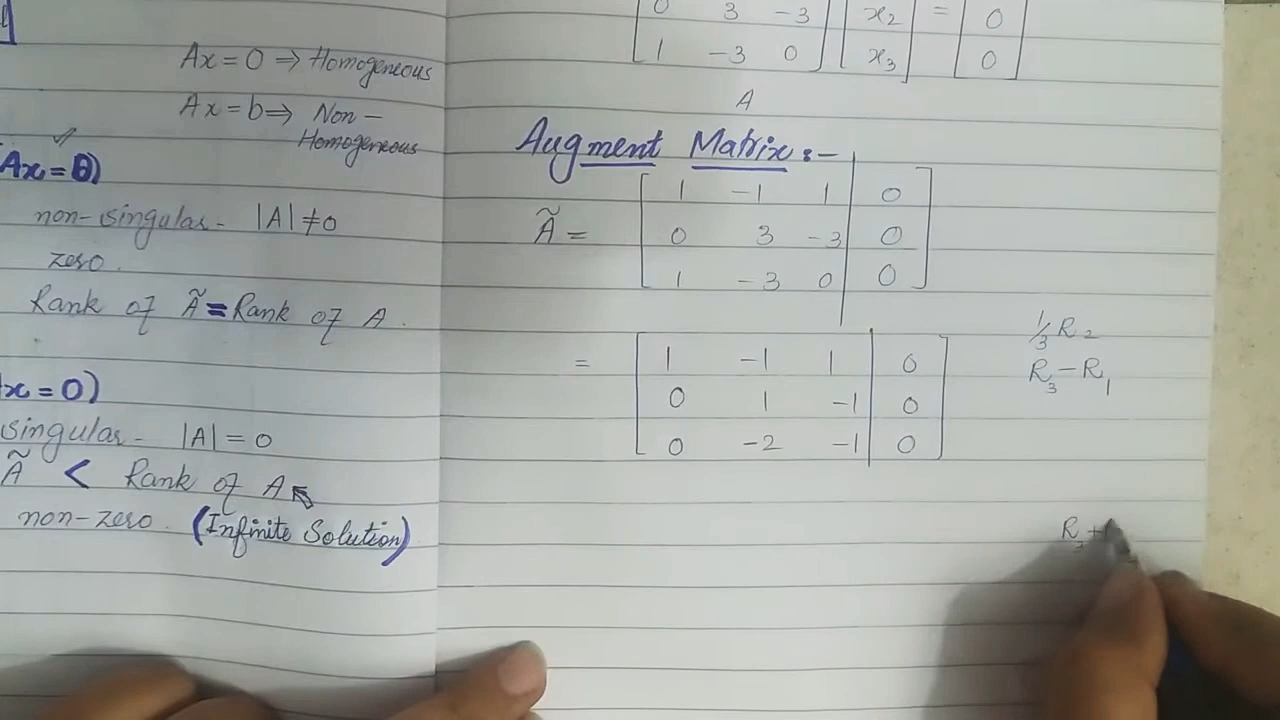 Ax = 0 ⇒ Homogeneous
Ax = b ⇒ Non-
Homogeneous
Ax = 0)
non-singular - |A| ≠ 0
zero.
Rank of Ã = Rank of A.
x = 0)
singular - |A| = 0
Ã < Rank of A
non-zero. (Infinite Solution)
0 3 -3 x₂ = 0
1 -3 0 x₃ 0
A
Augment Matrix :-
1 -1 1 | 0
Ã = 0 3 -3 | 0
1 -3 0 | 0
1/3 R₂
= 1 -1 1 | 0
R₃ - R₁
0 1 -1 | 0
0 -2 -1 | 0
R₃ +